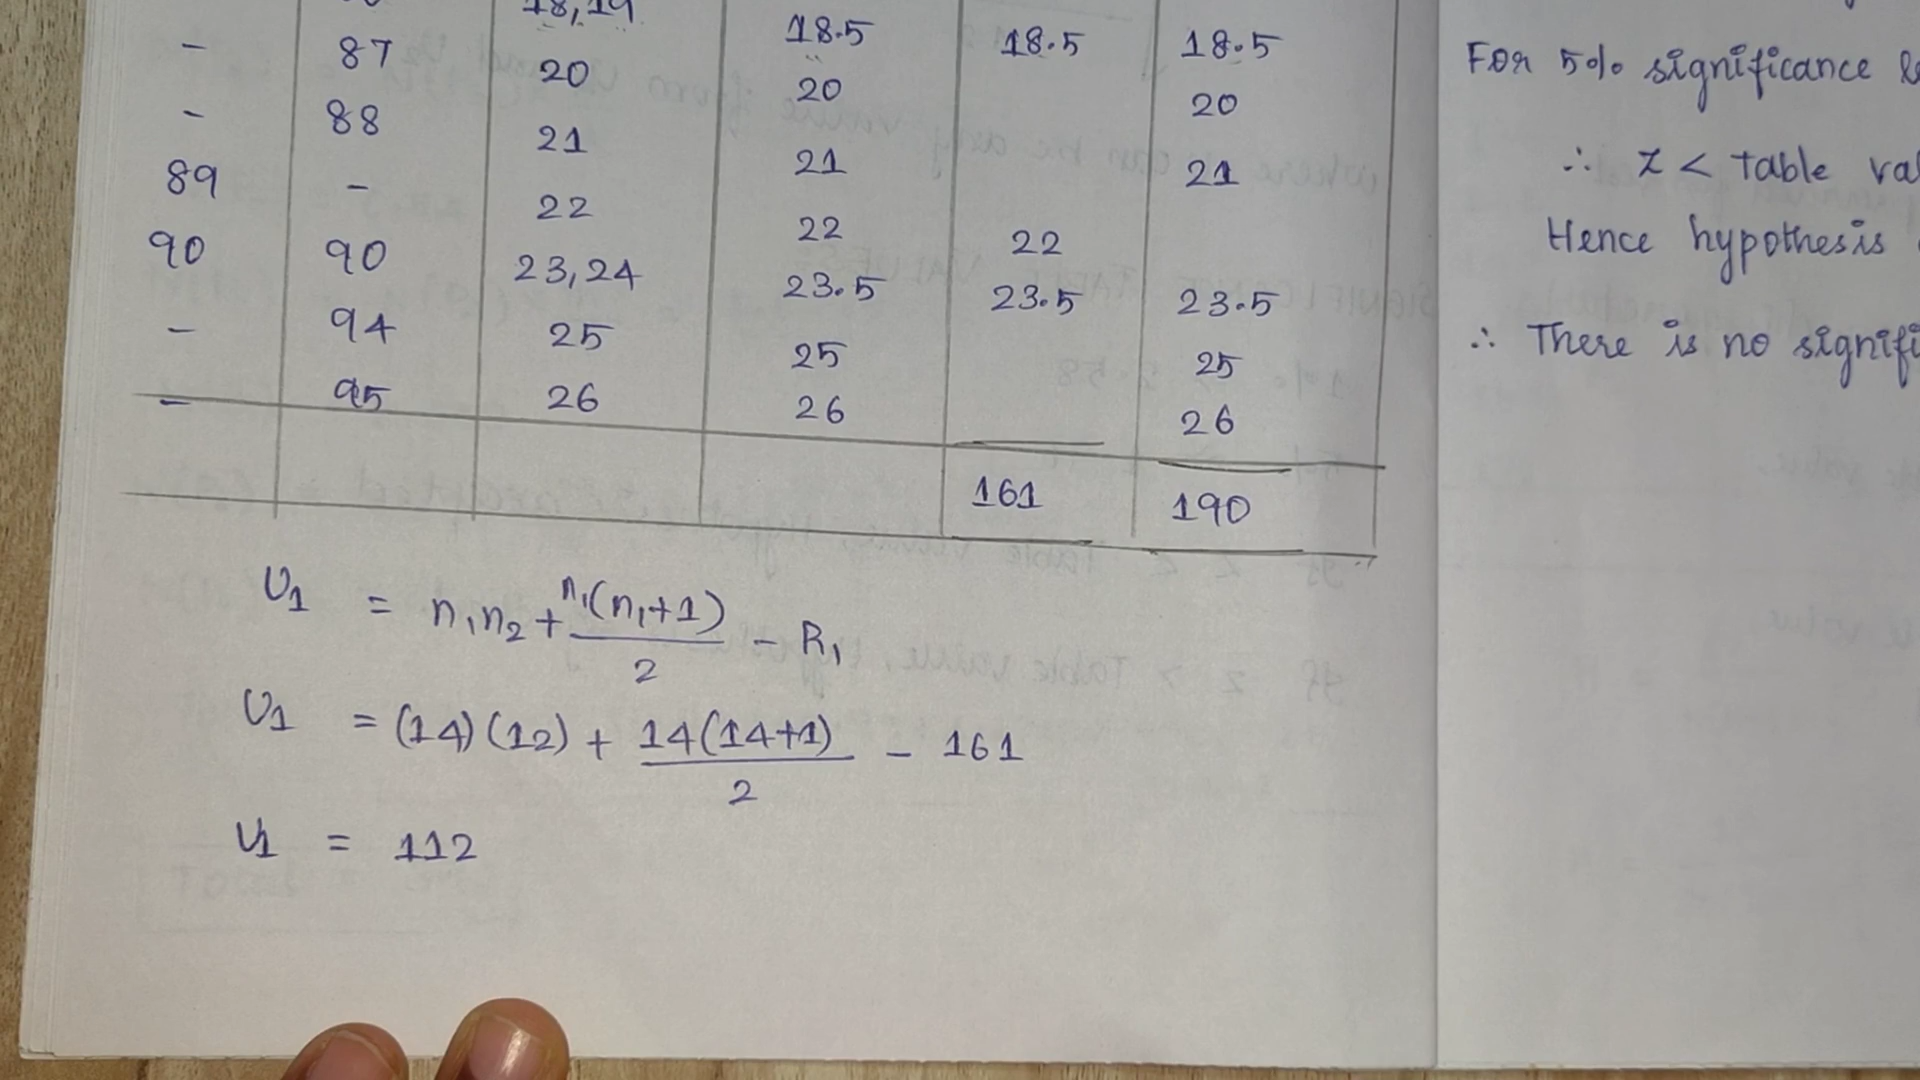 18,19 18.5 18.5 18.5
- 87 20 20 20
- 88 21 21 21
89 - 22 22 22
90 90 23,24 23.5 23.5 23.5
- 94 25 25 25
- 95 26 26 26
161 190
U1 = n1n2 + n1(n1+1)/2 - R1
U1 = (14)(12) + 14(14+1)/2 - 161
U1 = 112
For 5% significance
∴ z < table
Hence hypothesis
∴ There is no